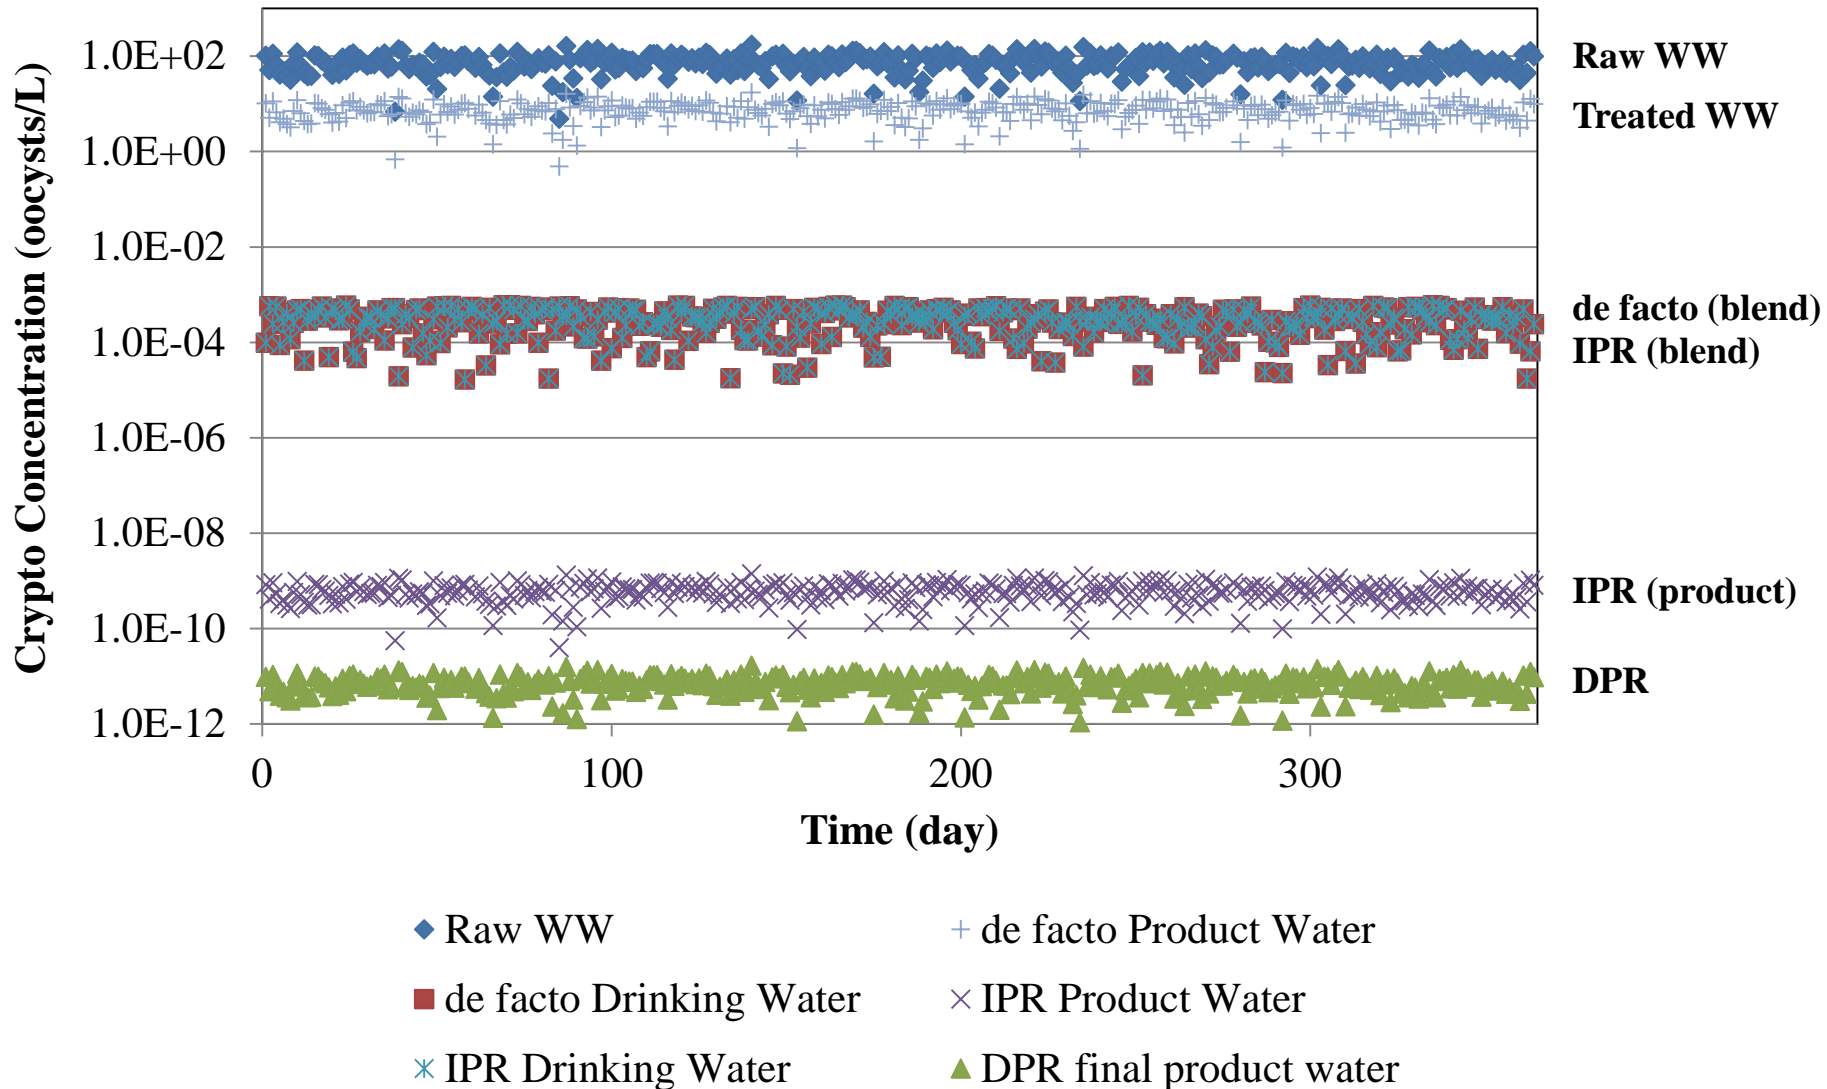 Crypto Concentration (oocysts/L)
1.0E+02
1.0E+00
1.0E-02
1.0E-04
1.0E-06
1.0E-08
1.0E-10
1.0E-12
Raw WW
Treated WW
de facto (blend)
IPR (blend)
IPR (product)
DPR
0 100 200 300
Time (day)
Raw WW de facto Product Water
de facto Drinking Water IPR Product Water
IPR Drinking Water DPR final product water